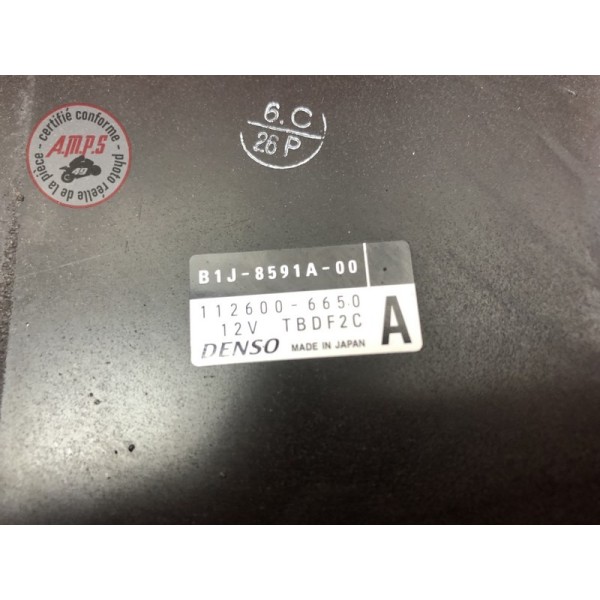 certifié conforme
A.M.P.S
49
photo réelle de la pièce
6.C
26 P
B1J-8591A-00
112600-6650
12V TBDF2C
A
DENSO MADE IN JAPAN